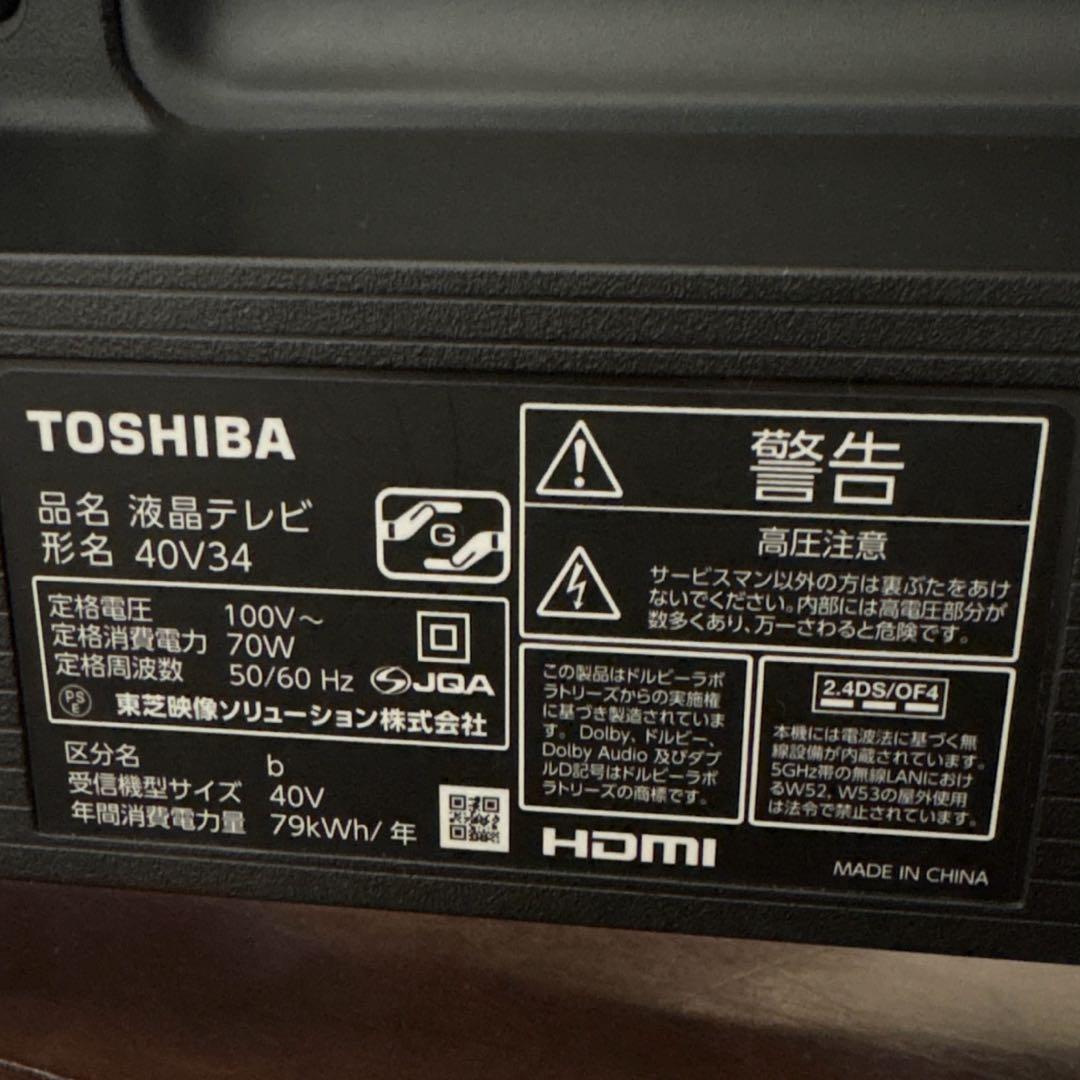 TOSHIBA
品名 液晶テレビ
形名 40V34
G
定格電圧 100V～
定格消費電力 70W
定格周波数 50/60 Hz
JQA
PS
E
東芝映像ソリューション株式会社
区分名 b
受信機型サイズ 40V
年間消費電力量 79kWh/年
警告
高圧注意
サービスマン以外の方は裏ぶたをあけ
ないでください。内部には高電圧部分が
数多くあり、万一さわると危険です。
この製品はドルビーラボ
ラトリーズからの実施権
に基づき製造されていま
す。 Dolby、ドルビー、
Dolby Audio 及びダブ
ルD記号はドルビーラボ
ラトリーズの商標です。
2.4DS/OF4
本機には電波法に基づく無
線設備が内蔵されています。
5GHz帯の無線LANにおけ
るW52, W53の屋外使用
は法令で禁止されています。
HDMI
MADE IN CHINA